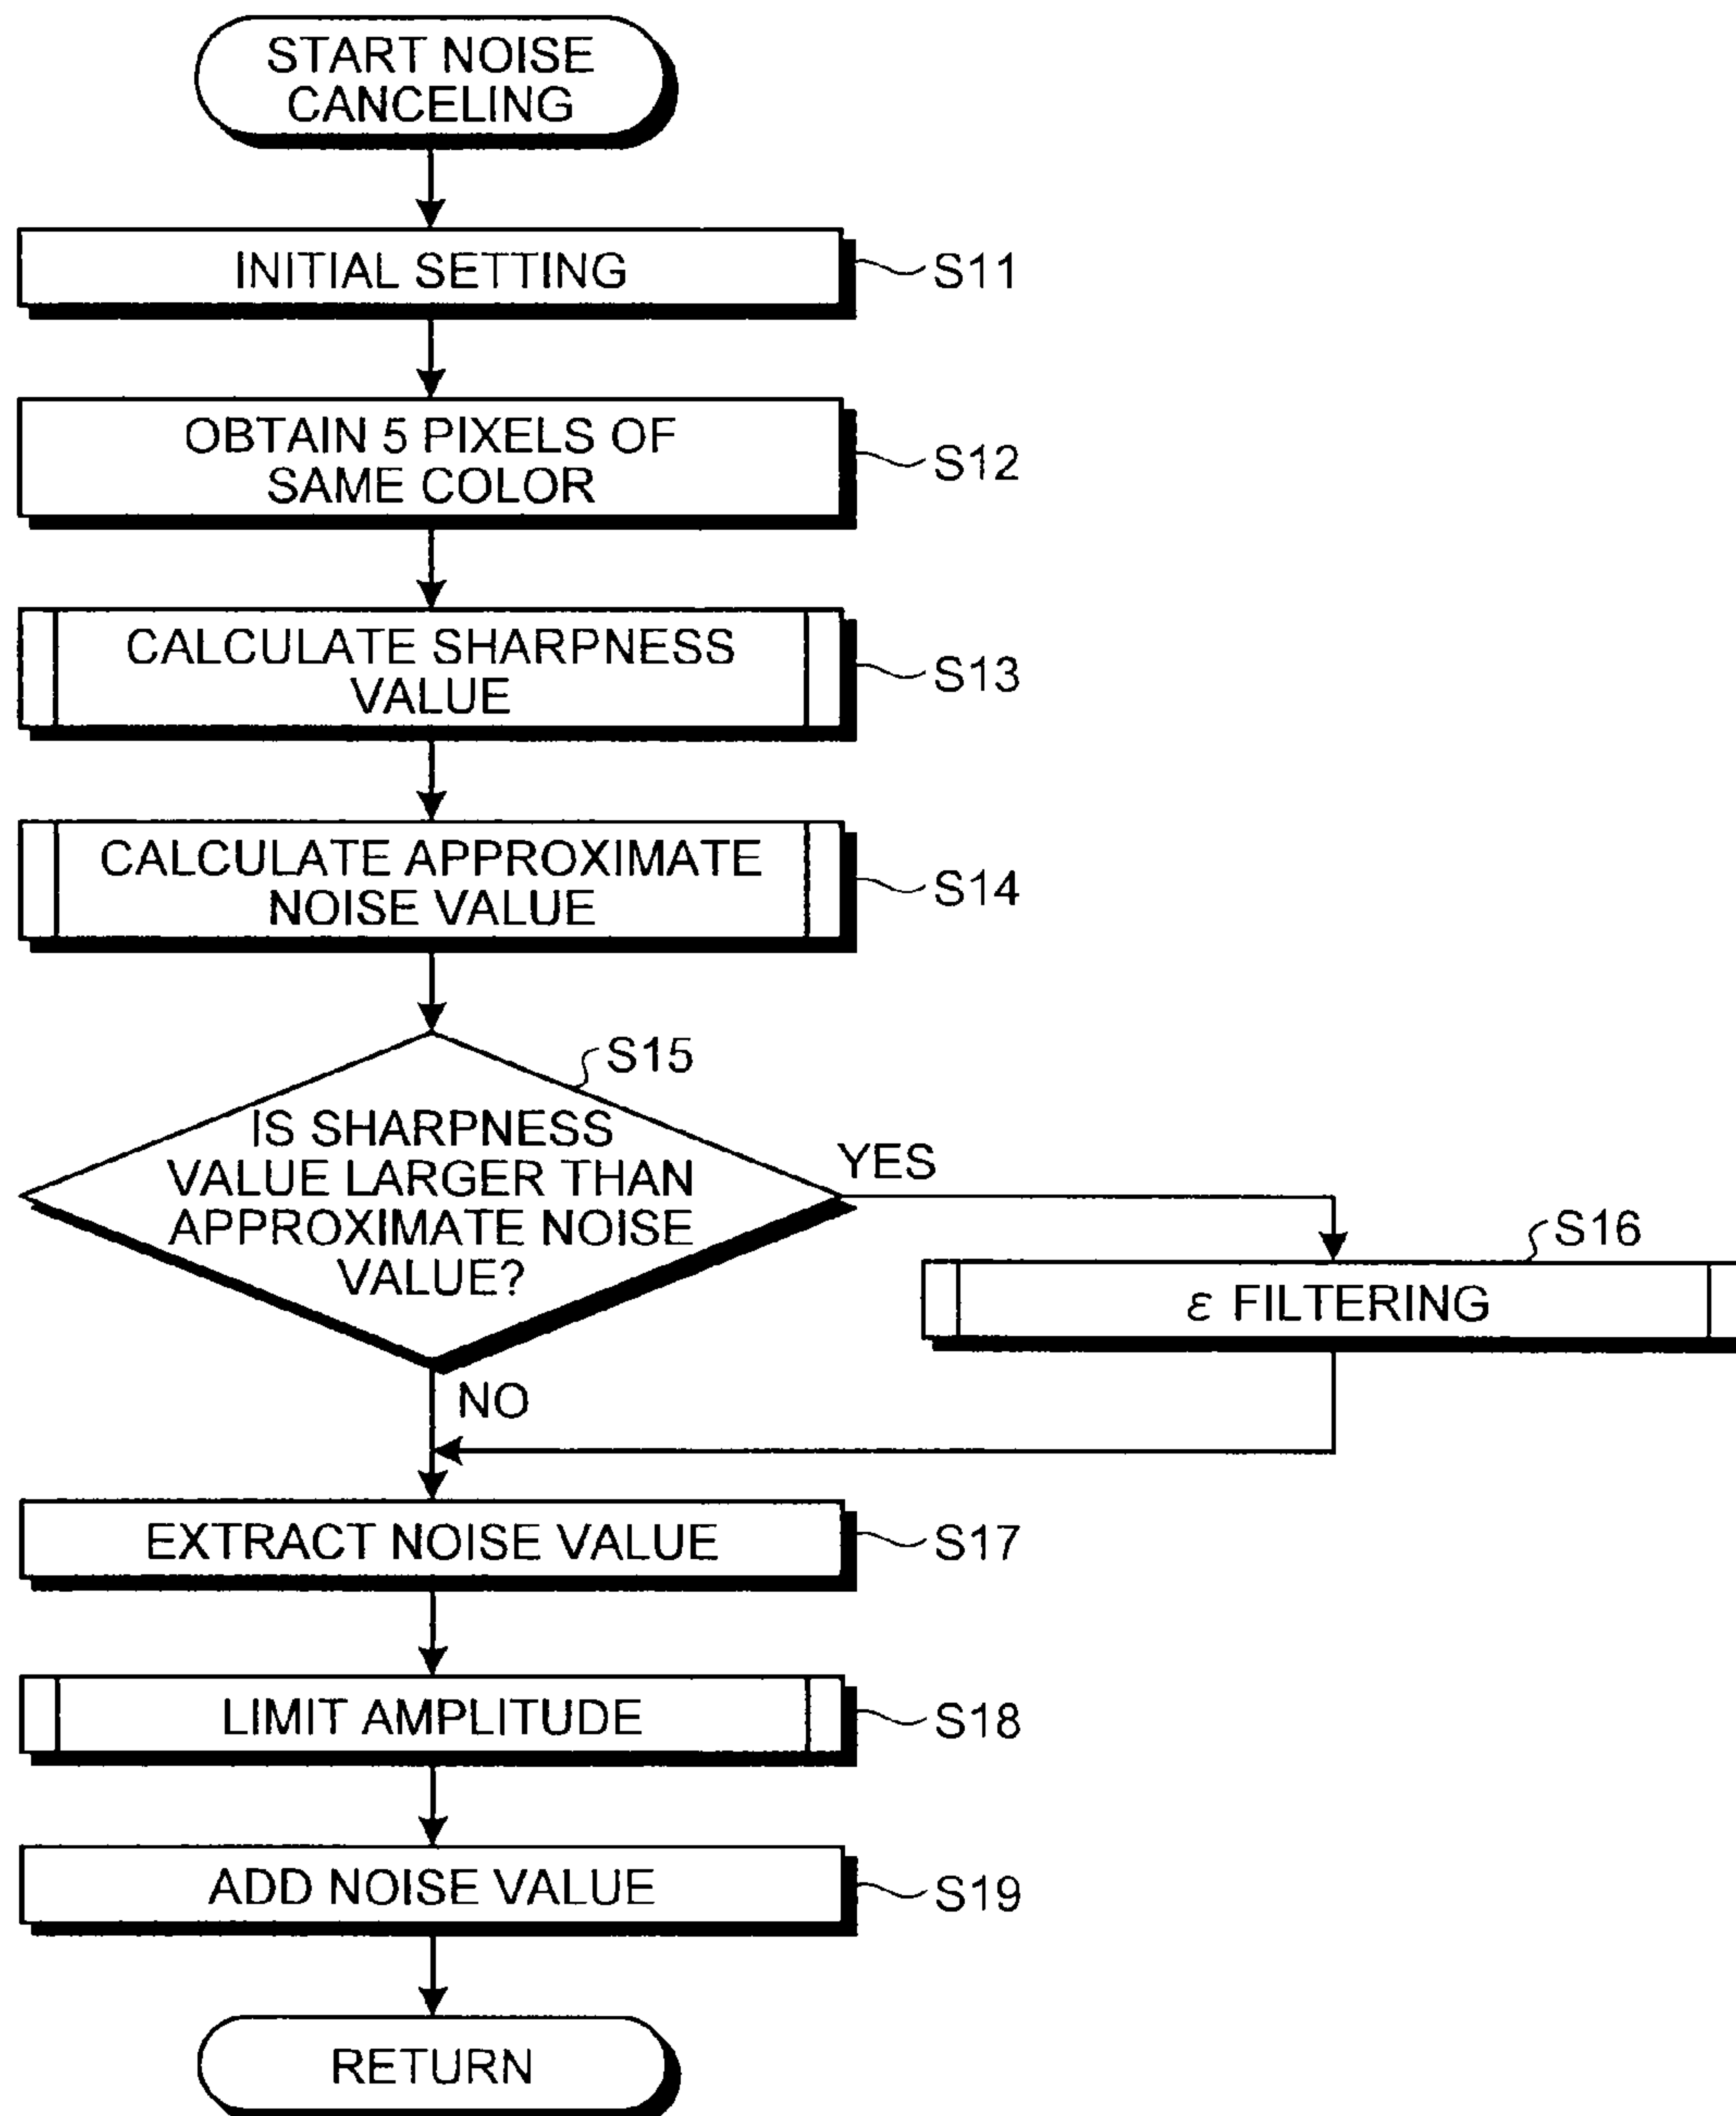 START NOISE
CANCELING
INITIAL SETTING
S11
OBTAIN 5 PIXELS OF
SAME COLOR
S12
CALCULATE SHARPNESS
VALUE
S13
CALCULATE APPROXIMATE
NOISE VALUE
S14
S15
IS SHARPNESS
VALUE LARGER THAN
APPROXIMATE NOISE
VALUE?
YES
S16
ε FILTERING
NO
EXTRACT NOISE VALUE
S17
LIMIT AMPLITUDE
S18
ADD NOISE VALUE
S19
RETURN